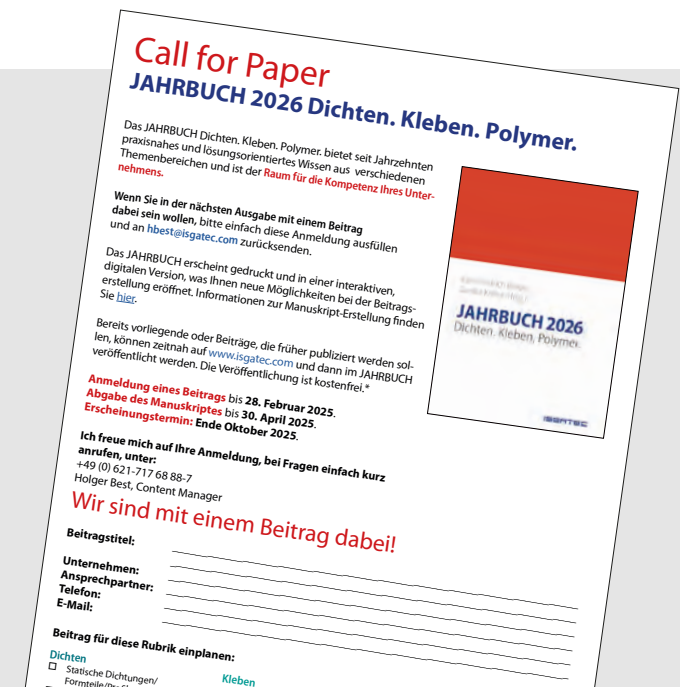 Call for Paper
JAHRBUCH 2026 Dichten. Kleben. Polymer.
Das JAHRBUCH Dichten. Kleben. Polymer. bietet seit Jahrzehnten
praxisnahes und lösungsorientiertes Wissen aus verschiedenen
Themenbereichen und ist der Raum für die Kompetenz Ihres Unter-
nehmens.
Wenn Sie in der nächsten Ausgabe mit einem Beitrag
dabei sein wollen, bitte einfach diese Anmeldung ausfüllen
und an hbest@isgatec.com zurücksenden.
Das JAHRBUCH erscheint gedruckt und in einer interaktiven,
digitalen Version, was Ihnen neue Möglichkeiten bei der Beitrags-
erstellung eröffnet. Informationen zur Manuskript-Erstellung finden
Sie hier.
Bereits vorliegende oder Beiträge, die früher publiziert werden sol-
len, können zeitnah auf www.isgatec.com und dann im JAHRBUCH
veröffentlicht werden. Die Veröffentlichung ist kostenfrei.*
Anmeldung eines Beitrags bis 28. Februar 2025.
Abgabe des Manuskriptes bis 30. April 2025.
Erscheinungstermin: Ende Oktober 2025.
Ich freue mich auf Ihre Anmeldung, bei Fragen einfach kurz
anrufen, unter:
+49 (0) 621-717 68 88-7
Holger Best, Content Manager
JAHRBUCH 2026
Dichten. Kleben. Polymer.
ISGATEC
Wir sind mit einem Beitrag dabei!
Beitragstitel:
Unternehmen:
Ansprechpartner:
Telefon:
E-Mail:
Beitrag für diese Rubrik einplanen:
Dichten
Statische Dichtungen/
Kleben